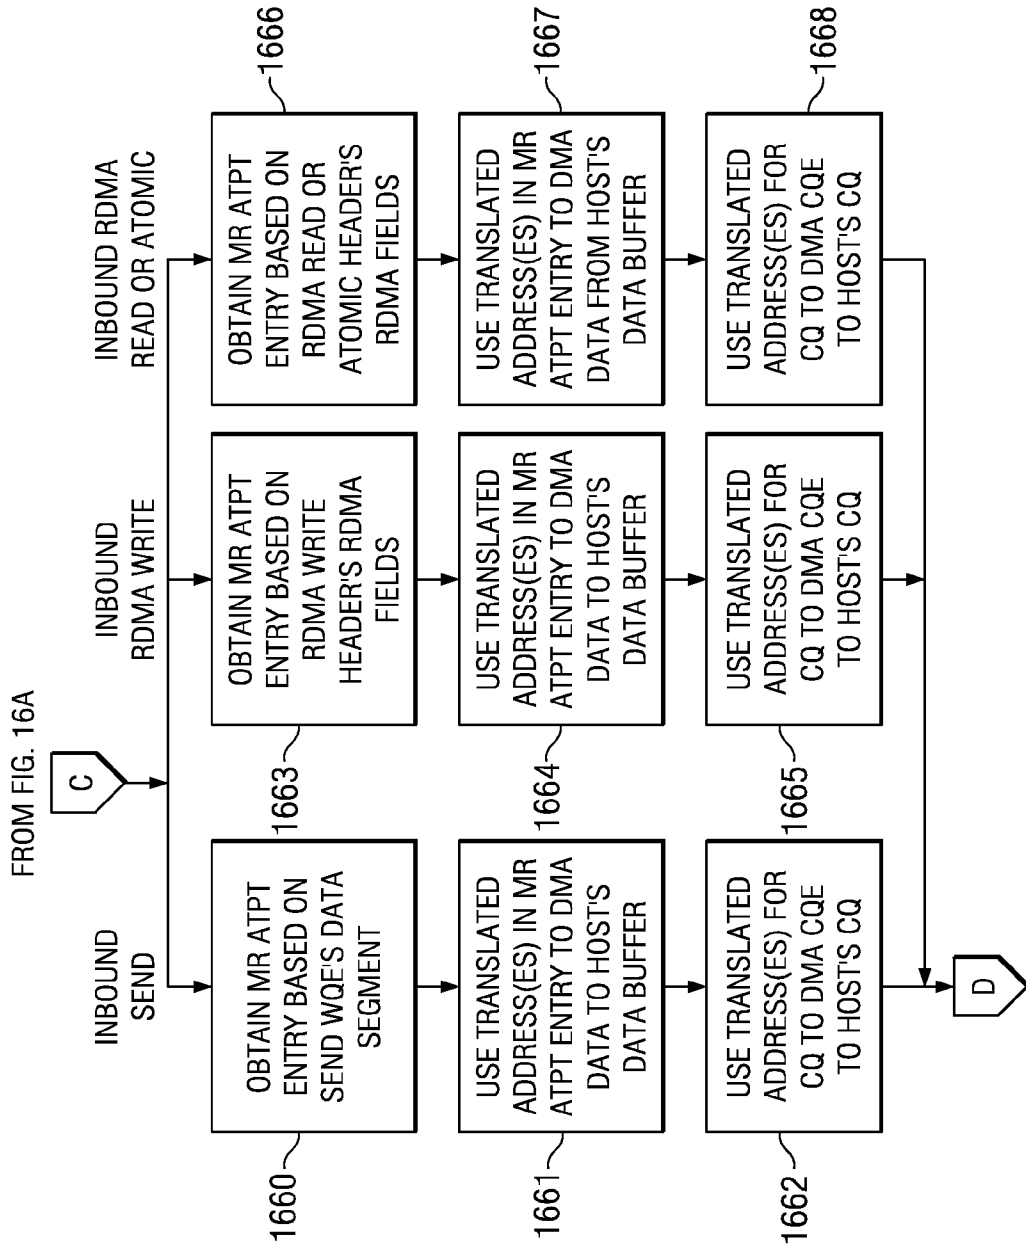 FROM FIG. 16A
C
INBOUND
SEND
INBOUND
RDMA WRITE
INBOUND RDMA
READ OR ATOMIC
OBTAIN MR ATPT
ENTRY BASED ON
SEND WQE'S DATA
SEGMENT
1660
OBTAIN MR ATPT
ENTRY BASED ON
RDMA WRITE
HEADER'S RDMA
FIELDS
1663
OBTAIN MR ATPT
ENTRY BASED ON
RDMA READ OR
ATOMIC HEADER'S
RDMA FIELDS
1666
USE TRANSLATED
ADDRESS(ES) IN MR
ATPT ENTRY TO DMA
DATA TO HOST'S
DATA BUFFER
1661
USE TRANSLATED
ADDRESS(ES) IN MR
ATPT ENTRY TO DMA
DATA TO HOST'S
DATA BUFFER
1664
USE TRANSLATED
ADDRESS(ES) IN MR
ATPT ENTRY TO DMA
DATA FROM HOST'S
DATA BUFFER
1667
USE TRANSLATED
ADDRESS(ES) FOR
CQ TO DMA CQE
TO HOST'S CQ
1662
USE TRANSLATED
ADDRESS(ES) FOR
CQ TO DMA CQE
TO HOST'S CQ
1665
USE TRANSLATED
ADDRESS(ES) FOR
CQ TO DMA CQE
TO HOST'S CQ
1668
D